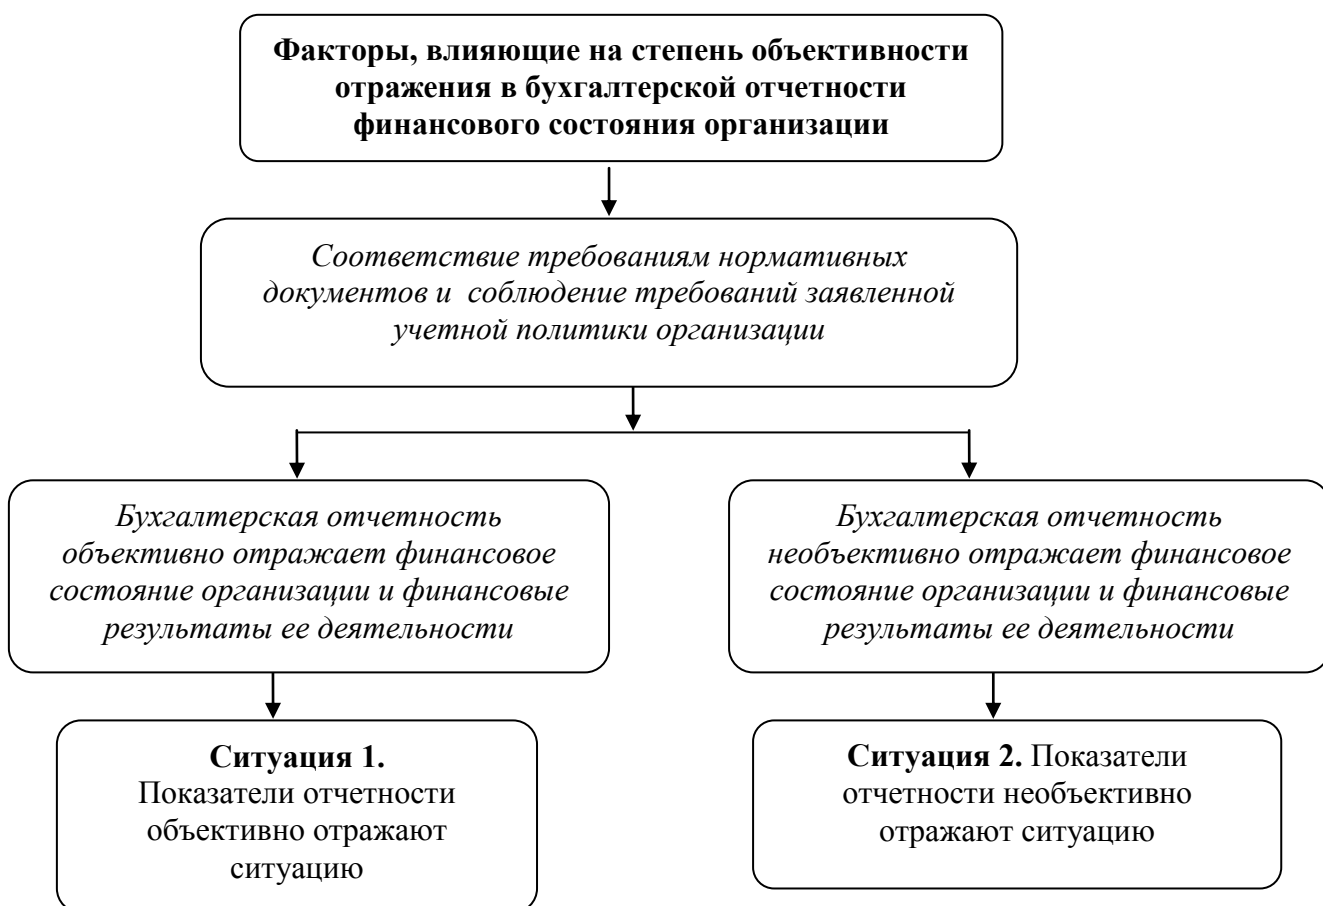 Факторы, влияющие на степень объективности
отражения в бухгалтерской отчетности
финансового состояния организации
Соответствие требованиям нормативных
документов и  соблюдение требований заявленной
учетной политики организации
Бухгалтерская отчетность
объективно отражает финансовое
состояние организации и финансовые
результаты ее деятельности
Бухгалтерская отчетность
необъективно отражает финансовое
состояние организации и финансовые
результаты ее деятельности
Ситуация 1.
Показатели отчетности
объективно отражают
ситуацию
Ситуация 2. Показатели
отчетности необъективно
отражают ситуацию